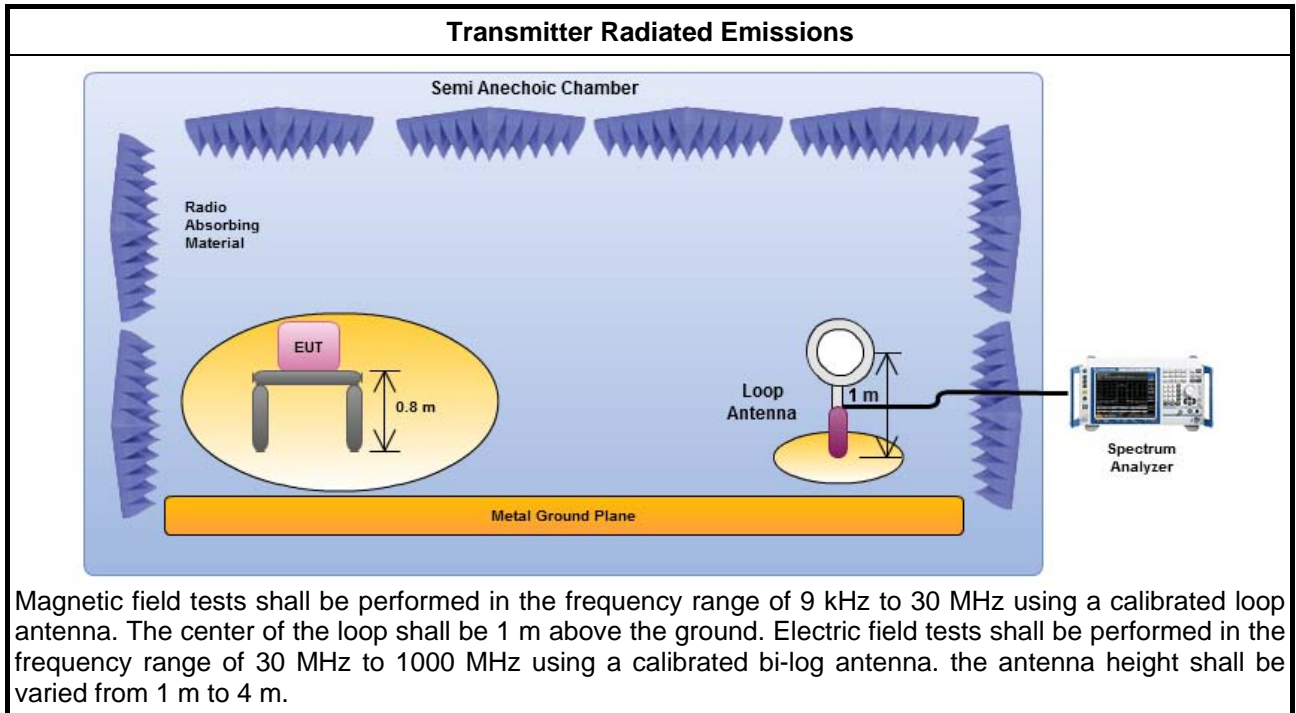 Transmitter Radiated Emissions
Semi Anechoic Chamber
Radio
Absorbing
Material
EUT
0.8 m
Loop
Antenna
1 m
Spectrum
Analyzer
Metal Ground Plane
Magnetic field tests shall be performed in the frequency range of 9 kHz to 30 MHz using a calibrated loop
antenna. The center of the loop shall be 1 m above the ground. Electric field tests shall be performed in the
frequency range of 30 MHz to 1000 MHz using a calibrated bi-log antenna. the antenna height shall be
varied from 1 m to 4 m.